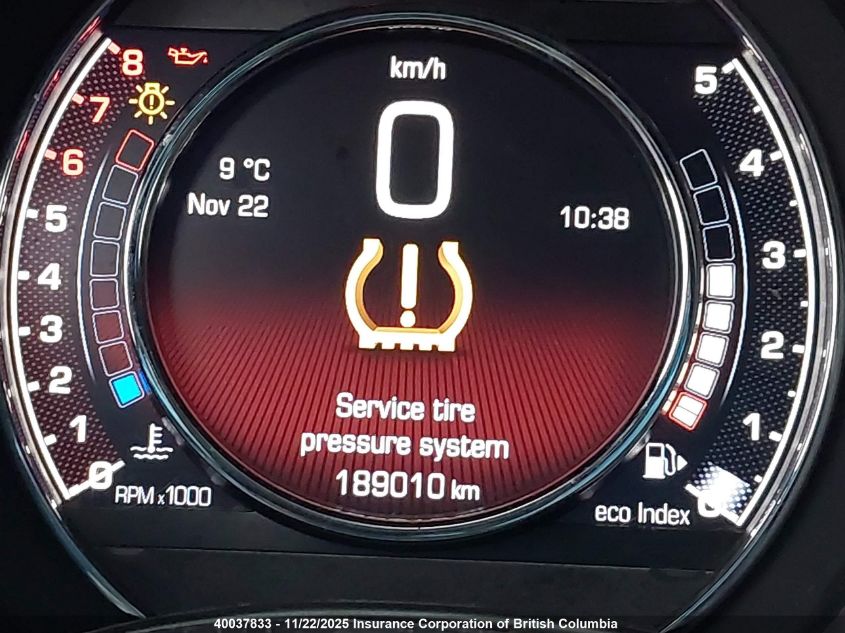 km/h
0
9 °C
Nov 22
10:38
Service tire
pressure system
189010 km
8
7
6
5
4
3
2
1
0
RPM x1000
5
4
3
2
1
0
eco Index
40037833 - 11/22/2025 Insurance Corporation of British Columbia